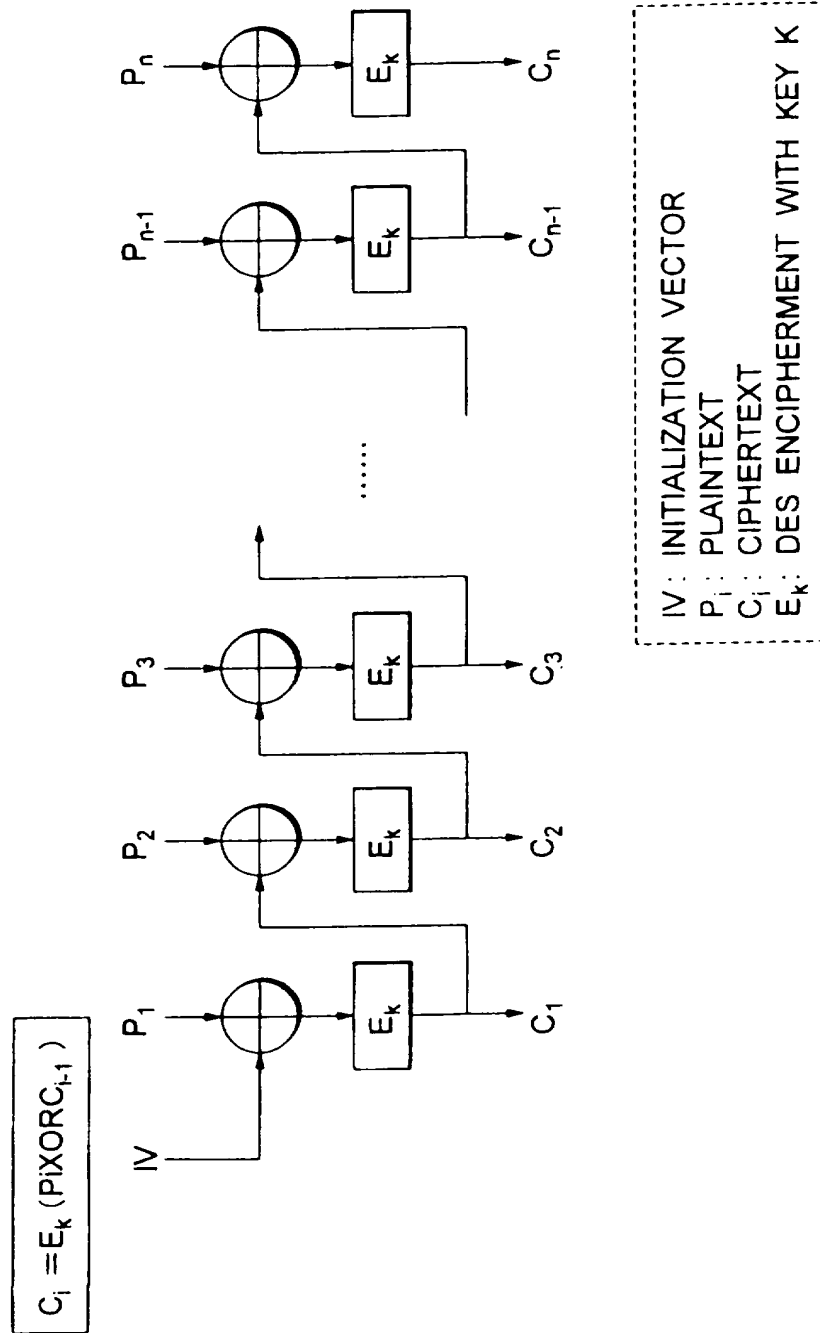 C_i =E_k (PiXORC_i-1 )
IV
P_1 P_2 P_3 P_n-1 P_n
E_k E_k E_k ...... E_k E_k
C_1 C_2 C_3 C_n-1 C_n
IV : INITIALIZATION VECTOR
P_i : PLAINTEXT
C_i : CIPHERTEXT
E_k : DES ENCIPHERMENT WITH KEY K